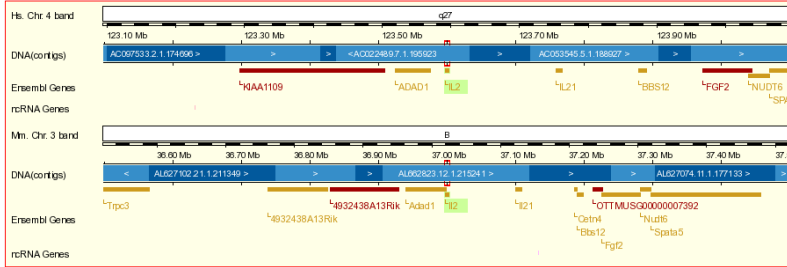 Hs. Chr. 4 band q27
123.10 Mb 123.30 Mb 123.50 Mb 123.70 Mb 123.90 Mb
DNA(contigs) AC097533.2.1.174696 > > > <AC022489.7.1.195923 > AC053545.5.1.188927 > > >
Ensembl Genes KIAA1109 ADAD1 IL2 IL21 BBS12 FGF2 NUDT6
ncRNA Genes
Mm. Chr. 3 band B
36.60 Mb 36.70 Mb 36.80 Mb 36.90 Mb 37.00 Mb 37.10 Mb 37.20 Mb 37.30 Mb 37.40 Mb
DNA(contigs) < AL627102.21.1.211349 > > > AL662823.12.1.215241 > > > AL627074.11.1.177133 > >
Trpc3 4932438A13Rik Adad1 Il2 Il21 OTTMUSG00000007392
Ensembl Genes 4932438A13Rik Cetn4 Nudt6
Bbs12 Spata5
Fgf2
ncRNA Genes